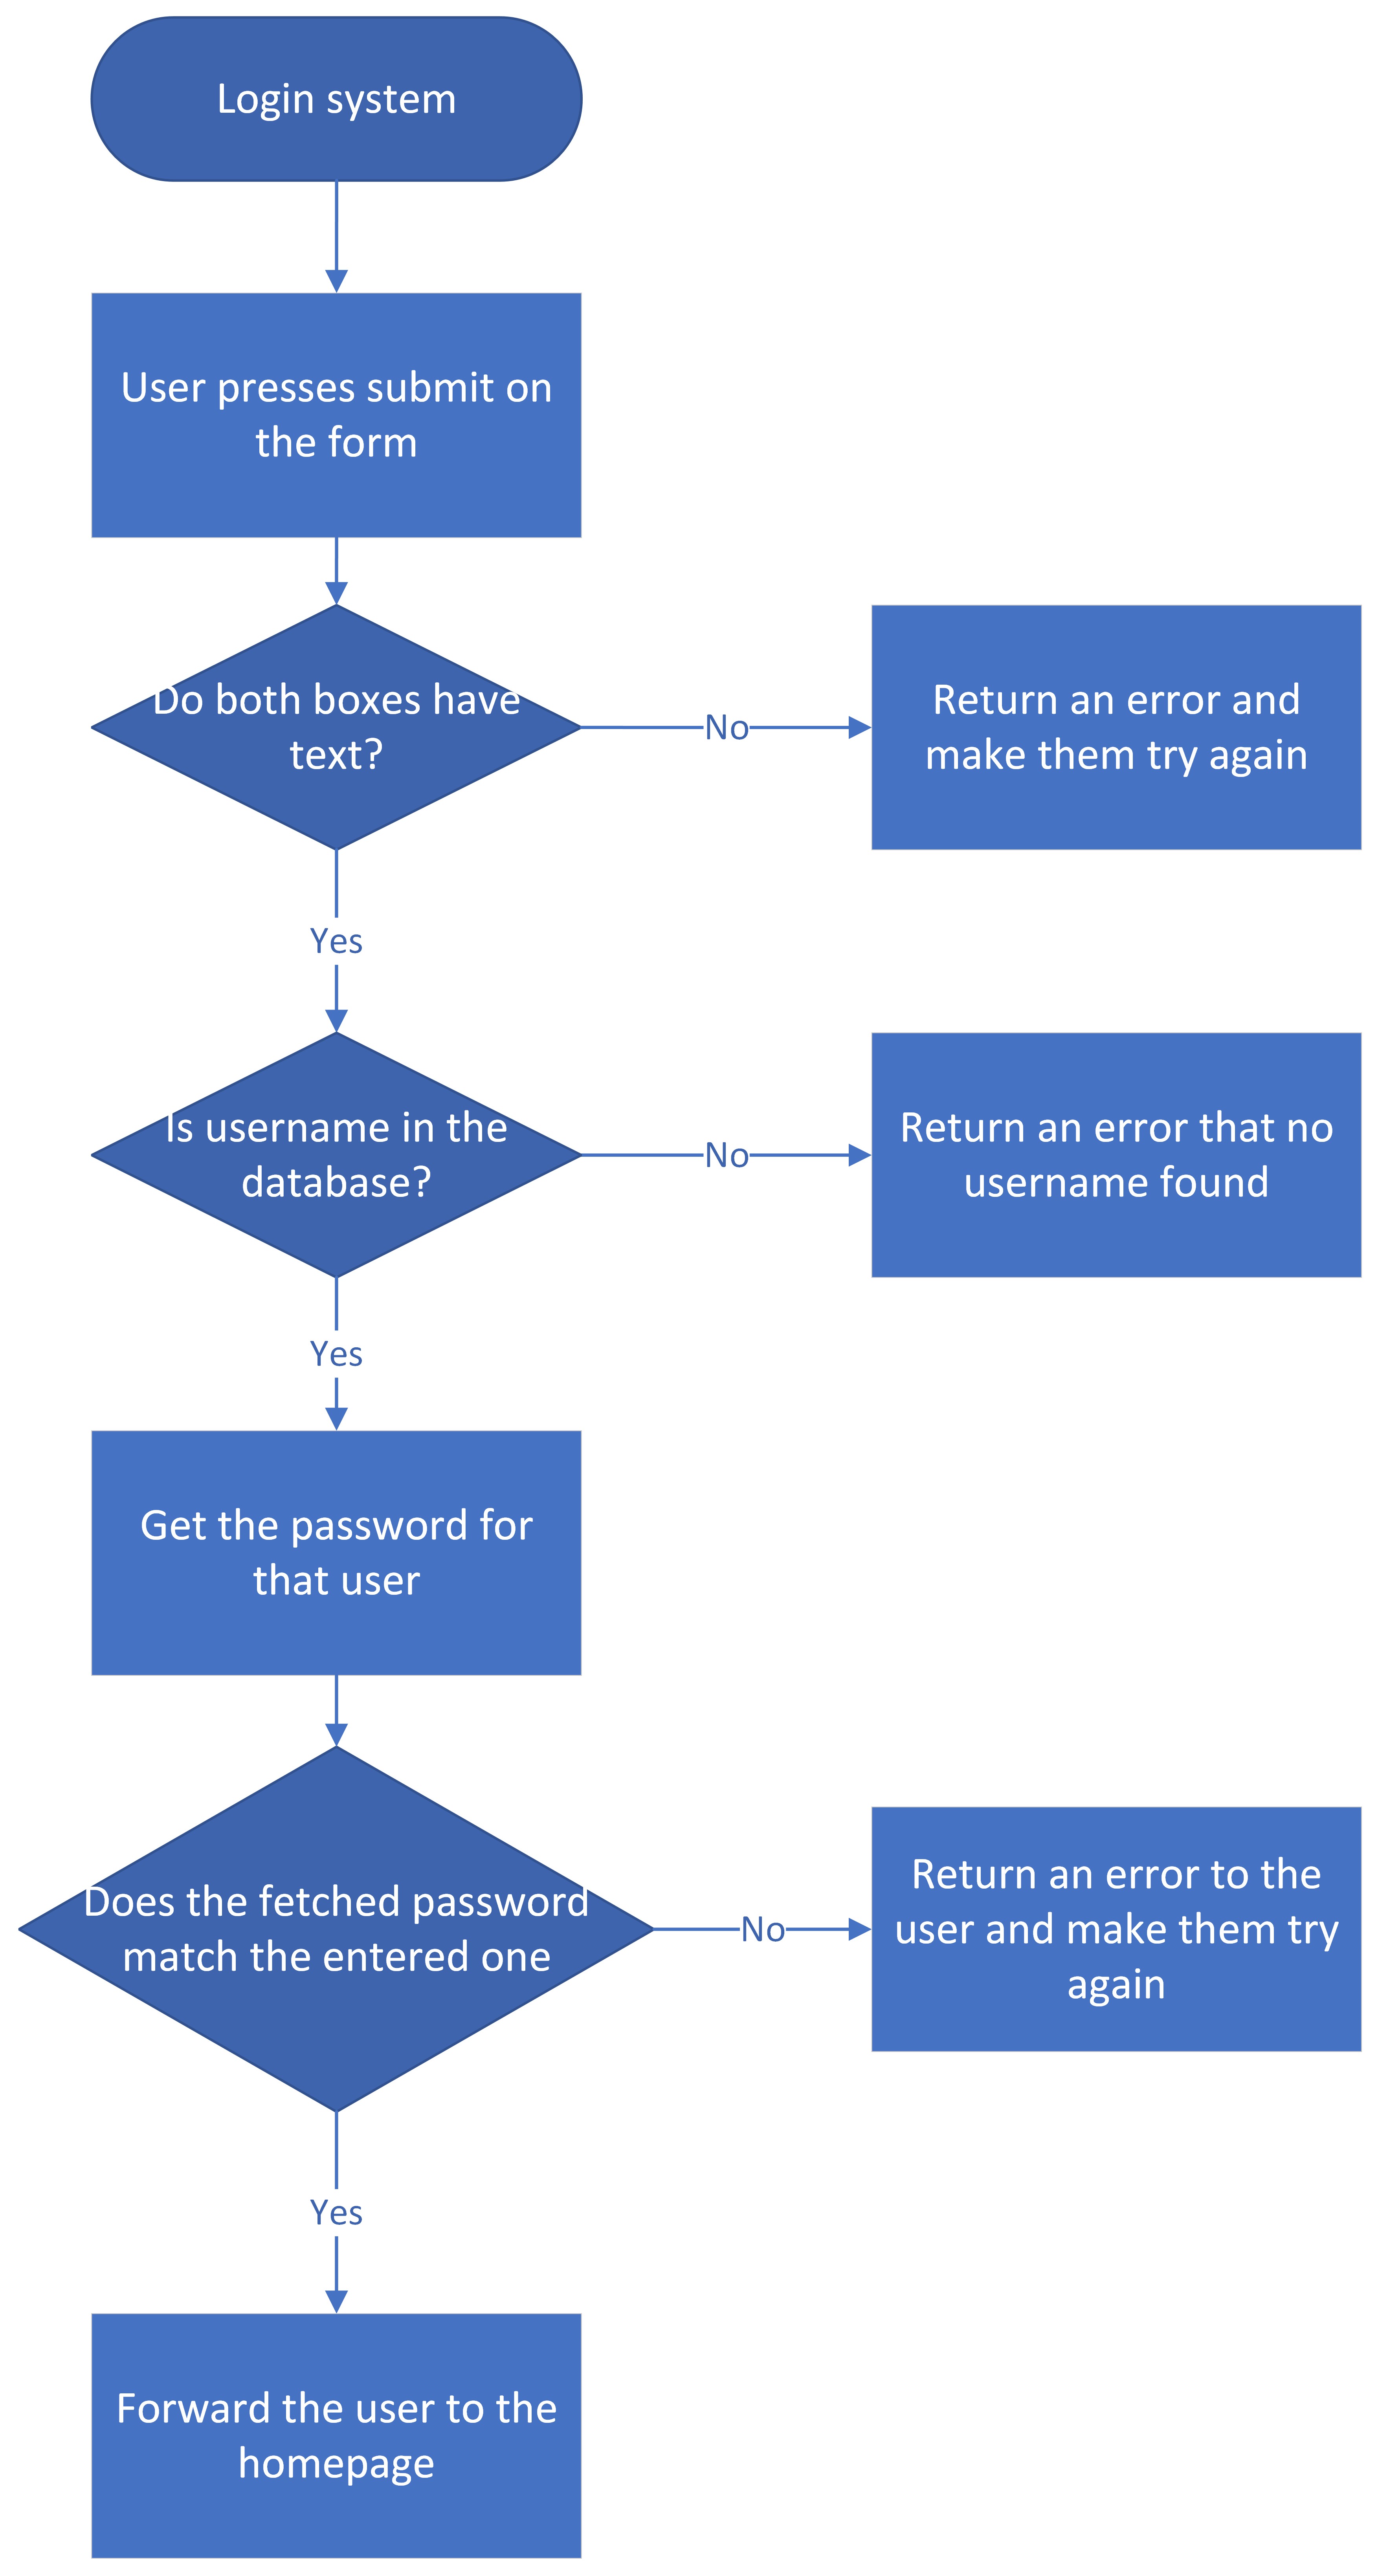 Login system
User presses submit on
the form
Do both boxes have
text?
No
Return an error and
make them try again
Yes
Is username in the
database?
No
Return an error that no
username found
Yes
Get the password for
that user
Does the fetched password
match the entered one
No
Return an error to the
user and make them try
again
Yes
Forward the user to the
homepage